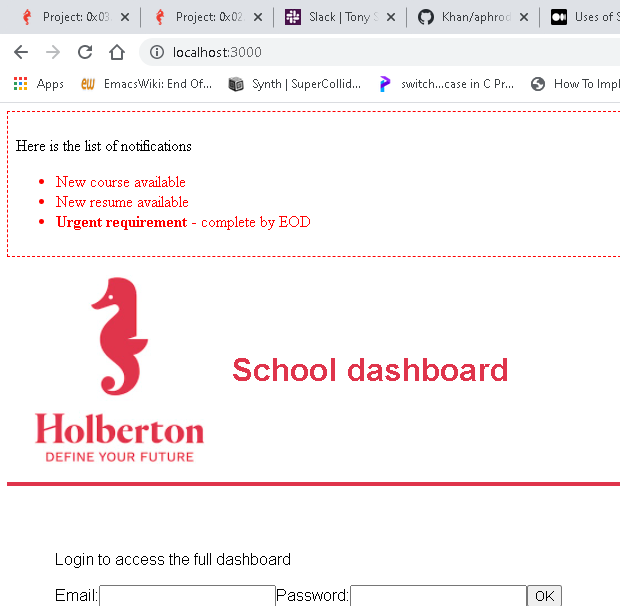 Project: 0x03 Project: 0x02 Slack | Tony S Khan/aphrod Uses of S
localhost:3000
Apps EmacsWiki: End Of... Synth | SuperCollid... switch...case in C Pr... How To Impl
Here is the list of notifications
New course available
New resume available
Urgent requirement - complete by EOD
School dashboard
Holberton
DEFINE YOUR FUTURE
Login to access the full dashboard
Email: Password: OK